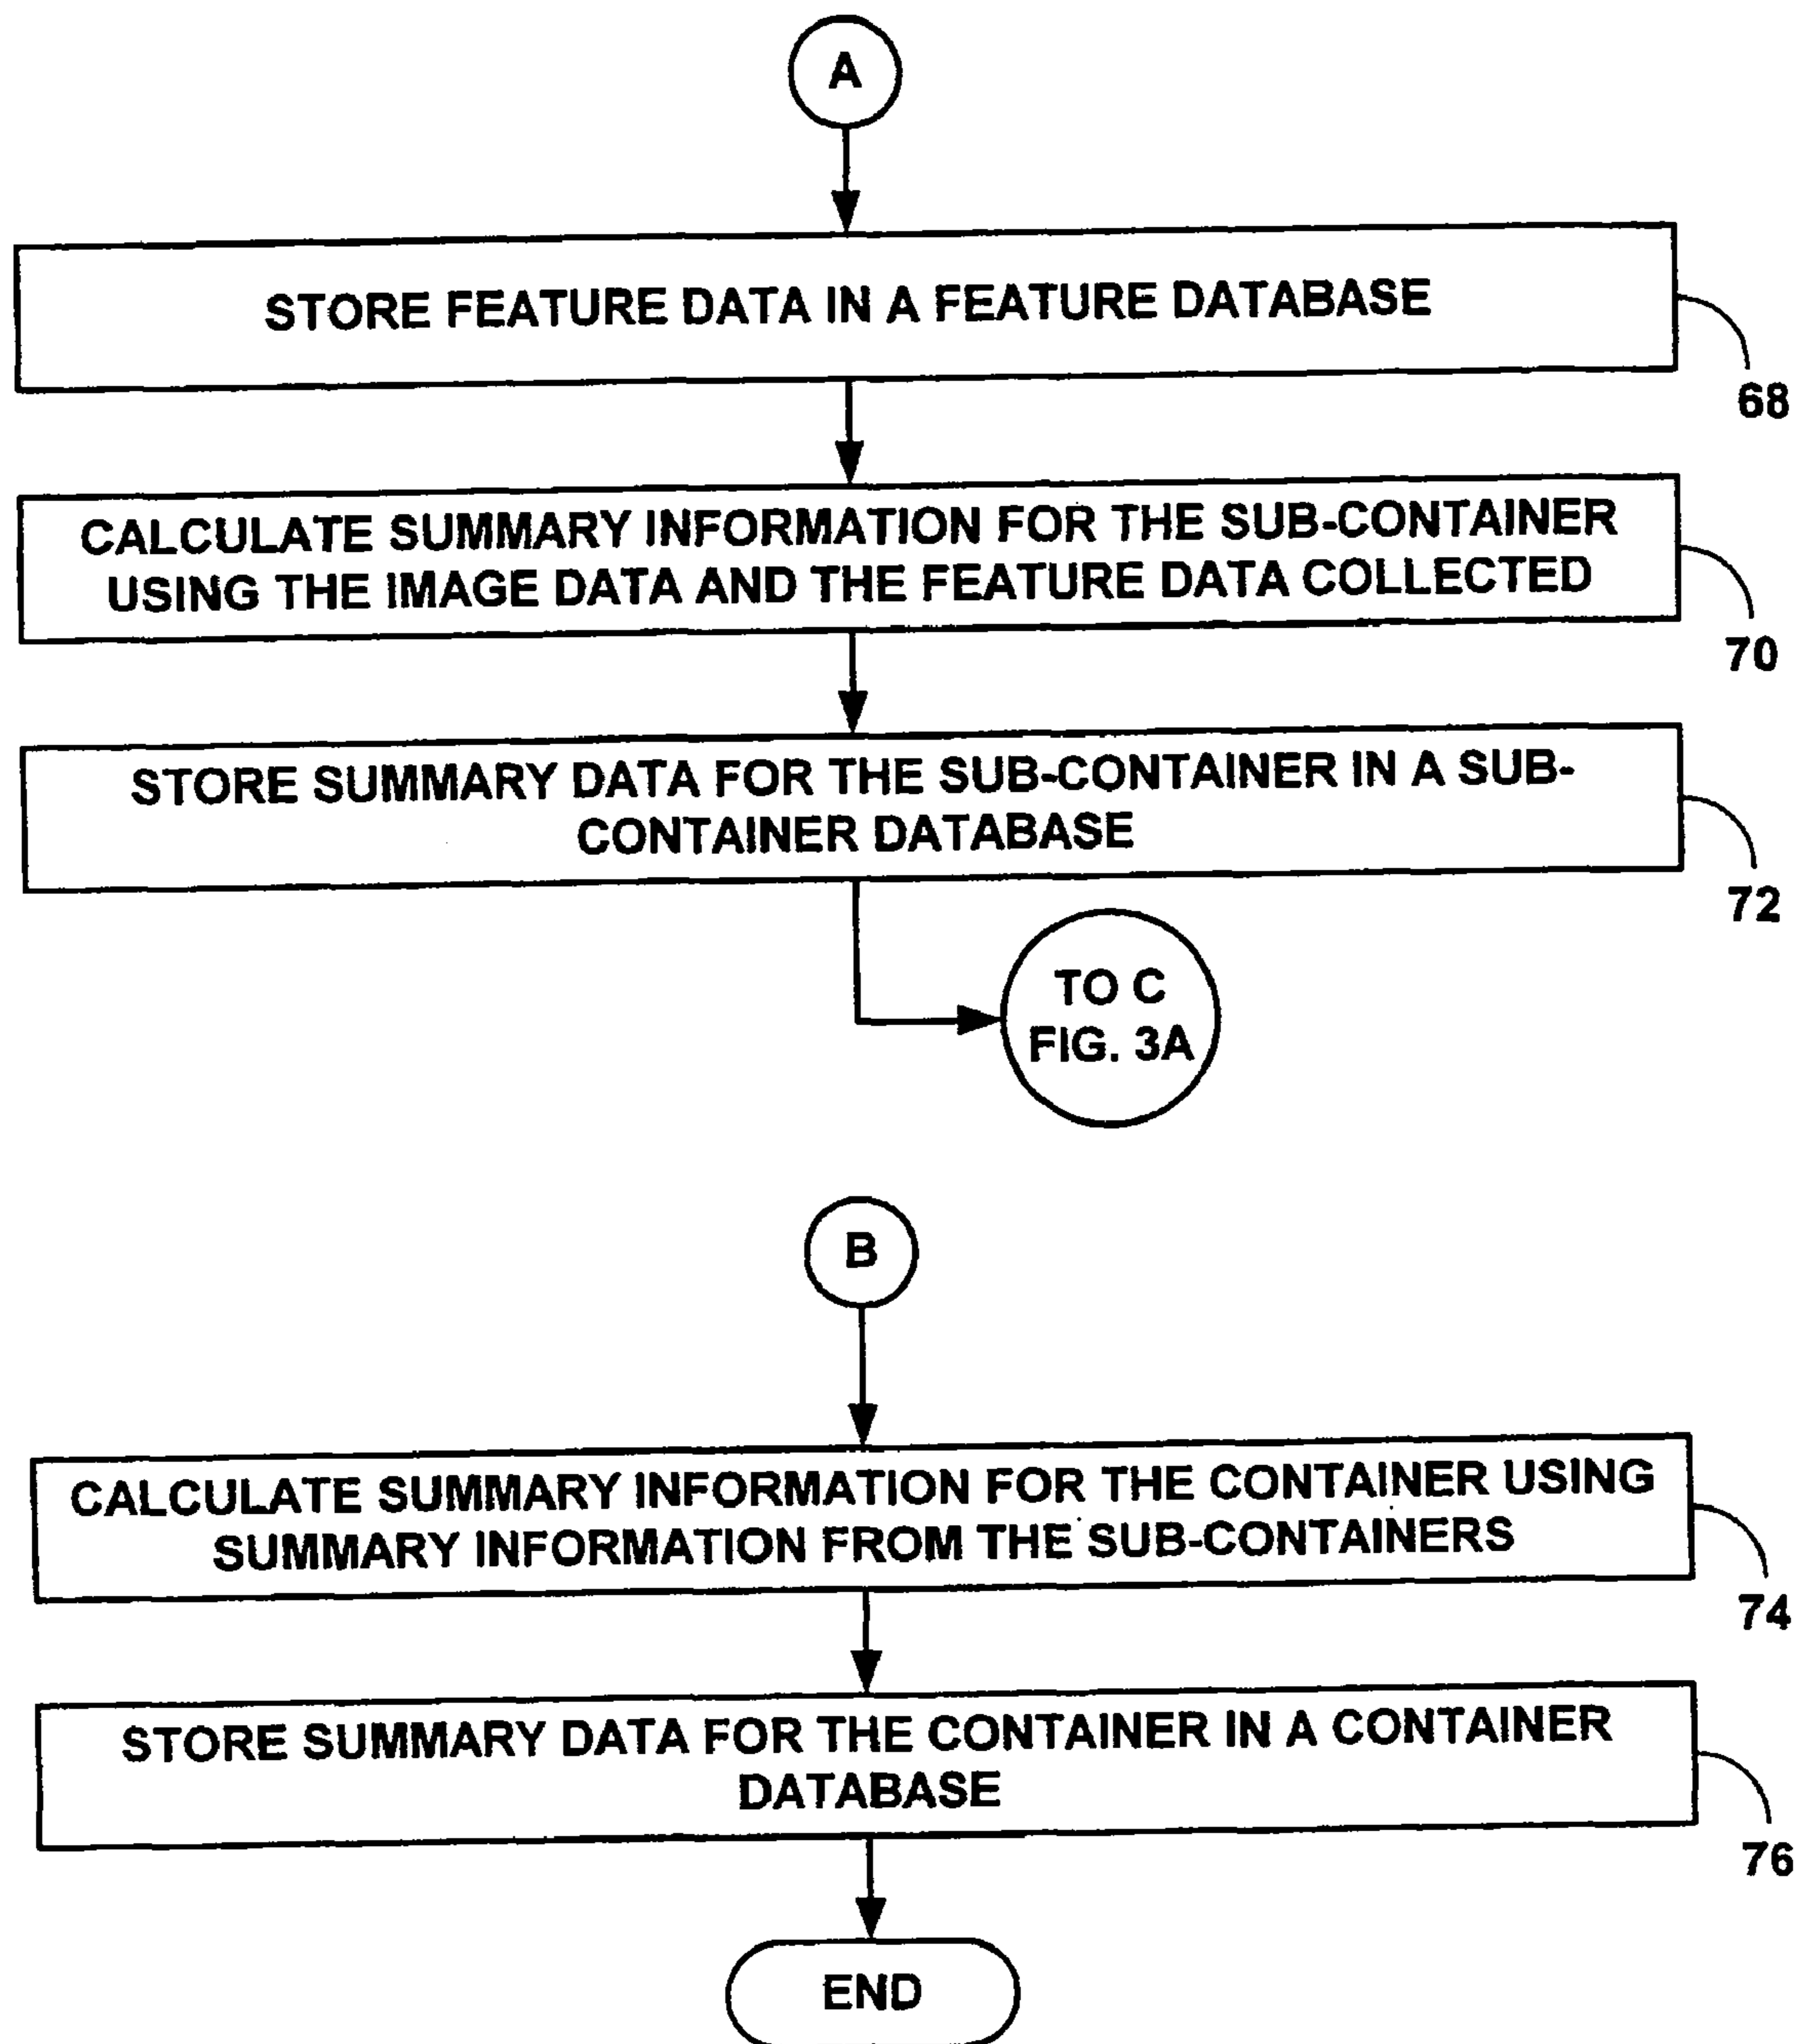 A
STORE FEATURE DATA IN A FEATURE DATABASE
68
CALCULATE SUMMARY INFORMATION FOR THE SUB-CONTAINER
USING THE IMAGE DATA AND THE FEATURE DATA COLLECTED
70
STORE SUMMARY DATA FOR THE SUB-CONTAINER IN A SUB-
CONTAINER DATABASE
72
TO C
FIG. 3A
B
CALCULATE SUMMARY INFORMATION FOR THE CONTAINER USING
SUMMARY INFORMATION FROM THE SUB-CONTAINERS
74
STORE SUMMARY DATA FOR THE CONTAINER IN A CONTAINER
DATABASE
76
END